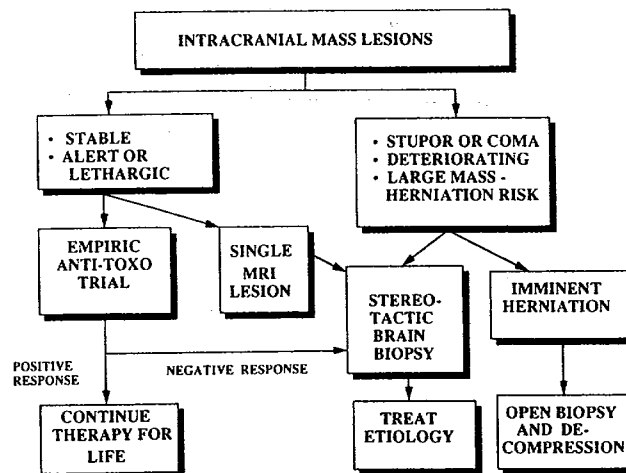 INTRACRANIAL MASS LESIONS
• STABLE
• ALERT OR
LETHARGIC
• STUPOR OR COMA
• DETERIORATING
• LARGE MASS -
HERNIATION RISK
EMPIRIC
ANTI-TOXO
TRIAL
SINGLE
MRI
LESION
STEREO-
TACTIC
BRAIN
BIOPSY
IMMINENT
HERNIATION
POSITIVE
RESPONSE
NEGATIVE RESPONSE
CONTINUE
THERAPY FOR
LIFE
TREAT
ETIOLOGY
OPEN BIOPSY
AND DE-
COMPRESSION